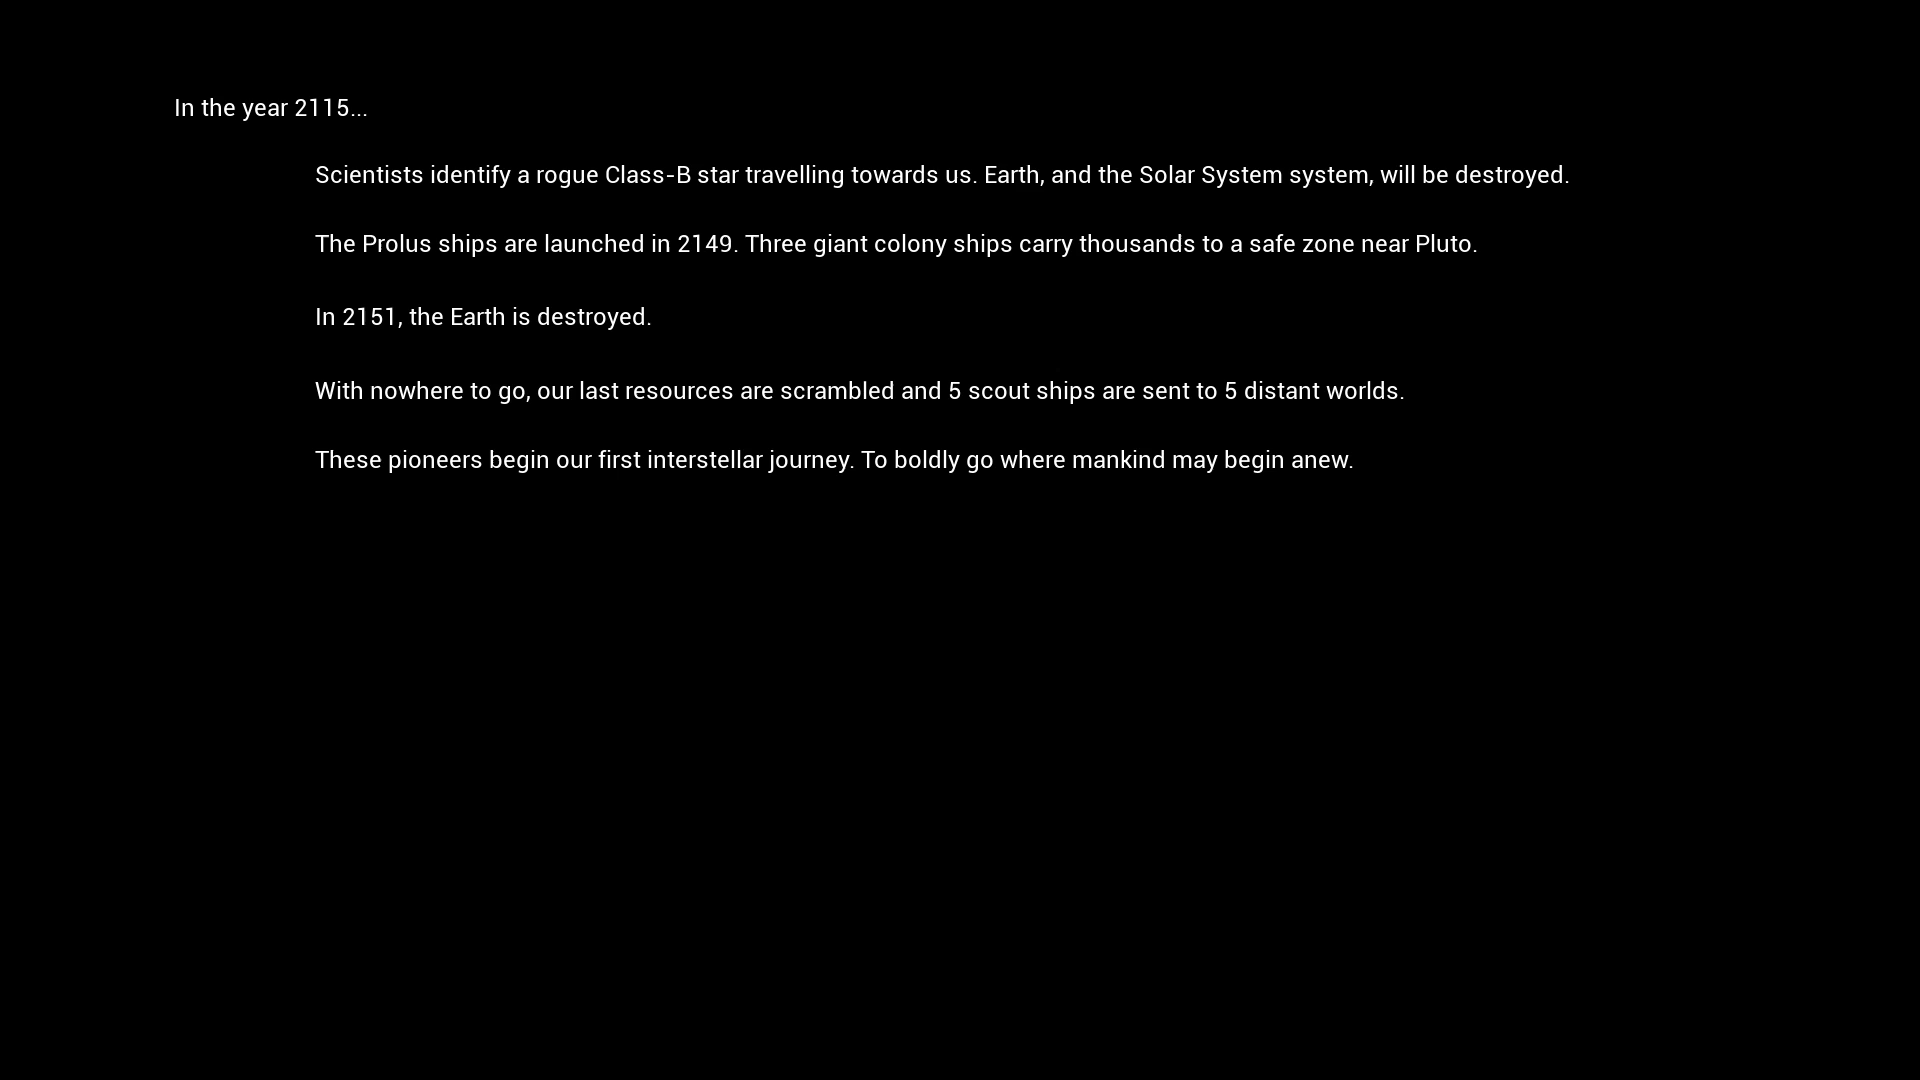 In the year 2115...
Scientists identify a rogue Class-B star travelling towards us. Earth, and the Solar System system, will be destroyed.
The Prolus ships are launched in 2149. Three giant colony ships carry thousands to a safe zone near Pluto.
In 2151, the Earth is destroyed.
With nowhere to go, our last resources are scrambled and 5 scout ships are sent to 5 distant worlds.
These pioneers begin our first interstellar journey. To boldly go where mankind may begin anew.